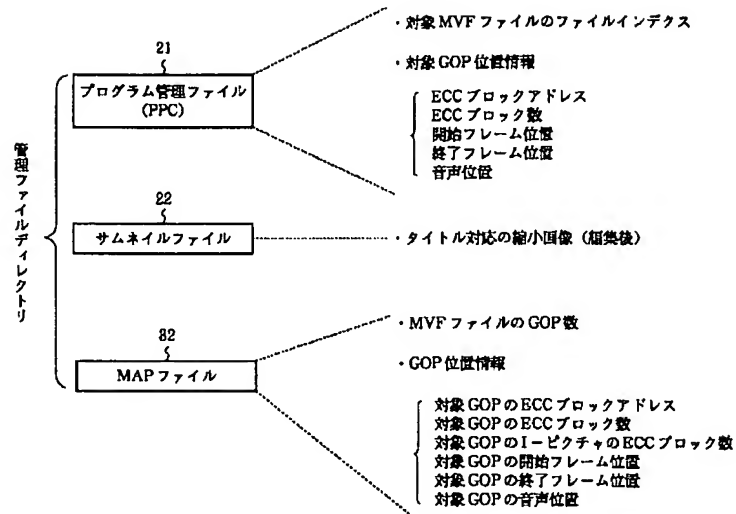 管理ファイルディレクトリ
21
プログラム管理ファイル
(PPC)
・対象MVFファイルのファイルインデクス
・対象GOP位置情報
ECCブロックアドレス
ECCブロック数
開始フレーム位置
終了フレーム位置
音声位置
22
サムネイルファイル
・タイトル対応の縮小画像（編集後）
32
MAPファイル
・MVFファイルのGOP数
・GOP位置情報
対象GOPのECCブロックアドレス
対象GOPのECCブロック数
対象GOPのI－ピクチャのECCブロック数
対象GOPの開始フレーム位置
対象GOPの終了フレーム位置
対象GOPの音声位置